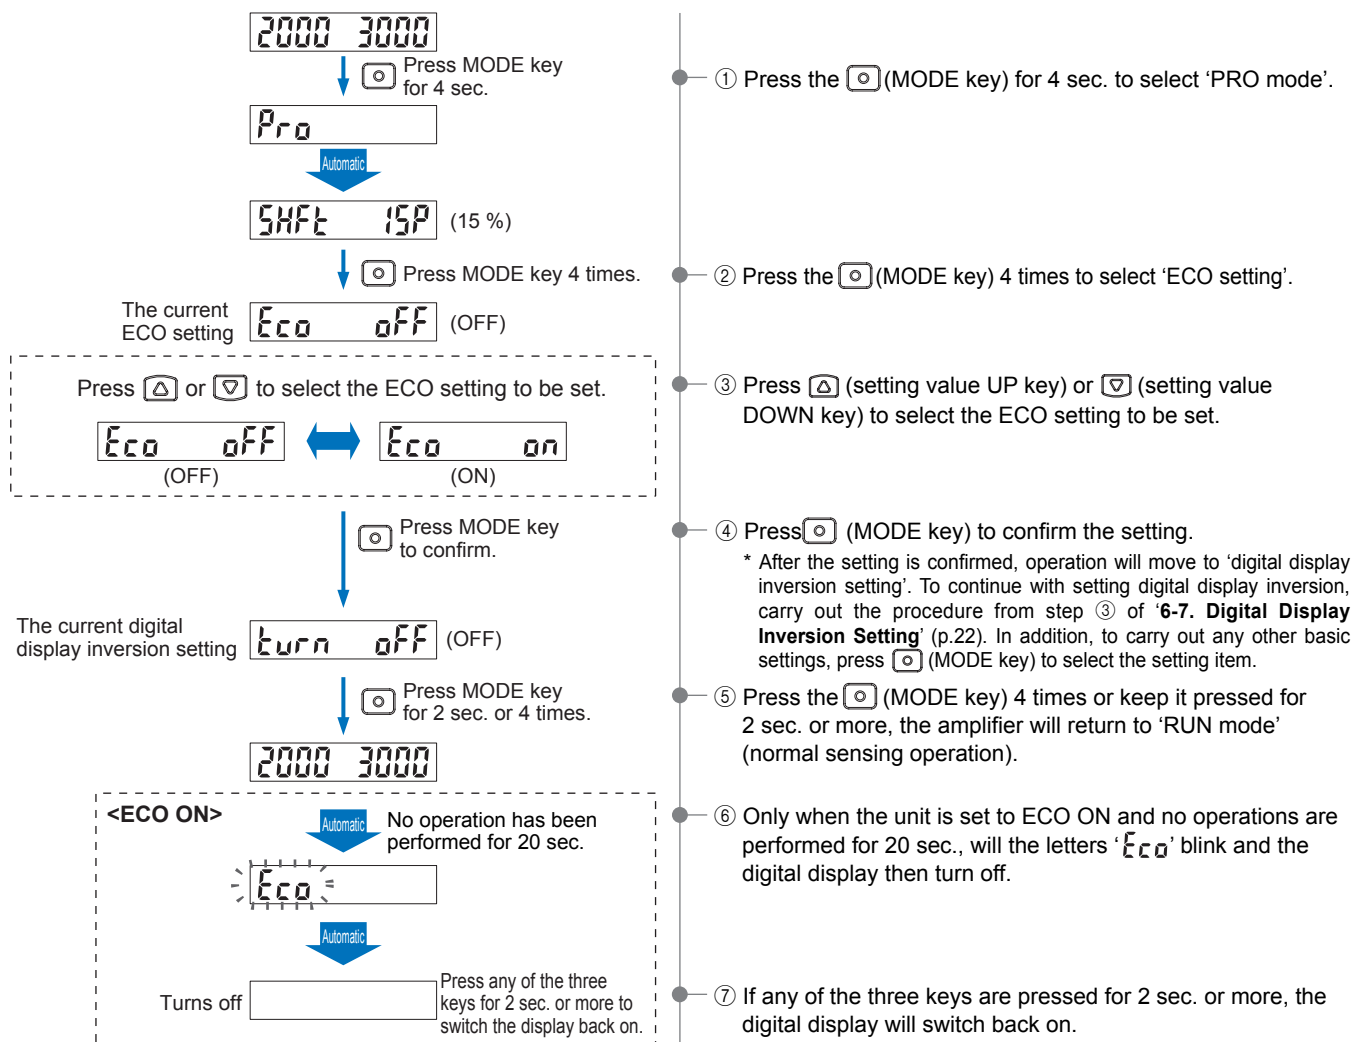 2000 3000
Press MODE key
for 4 sec.
Pro
Automatic
SHFt 15P (15 %)
Press MODE key 4 times.
The current
ECO setting
Eco oFF (OFF)
Press or to select the ECO setting to be set.
Eco oFF Eco on
(OFF) (ON)
Press MODE key
to confirm.
The current digital
display inversion setting
turn oFF (OFF)
Press MODE key
for 2 sec. or 4 times.
2000 3000
<ECO ON>
Automatic
No operation has been
performed for 20 sec.
Eco
Automatic
Turns off
Press any of the three
keys for 2 sec. or more to
switch the display back on.
① Press the (MODE key) for 4 sec. to select ‘PRO mode’.
② Press the (MODE key) 4 times to select ‘ECO setting’.
③ Press (setting value UP key) or (setting value
DOWN key) to select the ECO setting to be set.
④ Press (MODE key) to confirm the setting.
* After the setting is confirmed, operation will move to ‘digital display
inversion setting’. To continue with setting digital display inversion,
carry out the procedure from step ③ of ‘6-7. Digital Display
Inversion Setting’ (p.22). In addition, to carry out any other basic
settings, press (MODE key) to select the setting item.
⑤ Press the (MODE key) 4 times or keep it pressed for
2 sec. or more, the amplifier will return to ‘RUN mode’
(normal sensing operation).
⑥ Only when the unit is set to ECO ON and no operations are
performed for 20 sec., will the letters ‘Eco’ blink and the
digital display then turn off.
⑦ If any of the three keys are pressed for 2 sec. or more, the
digital display will switch back on.